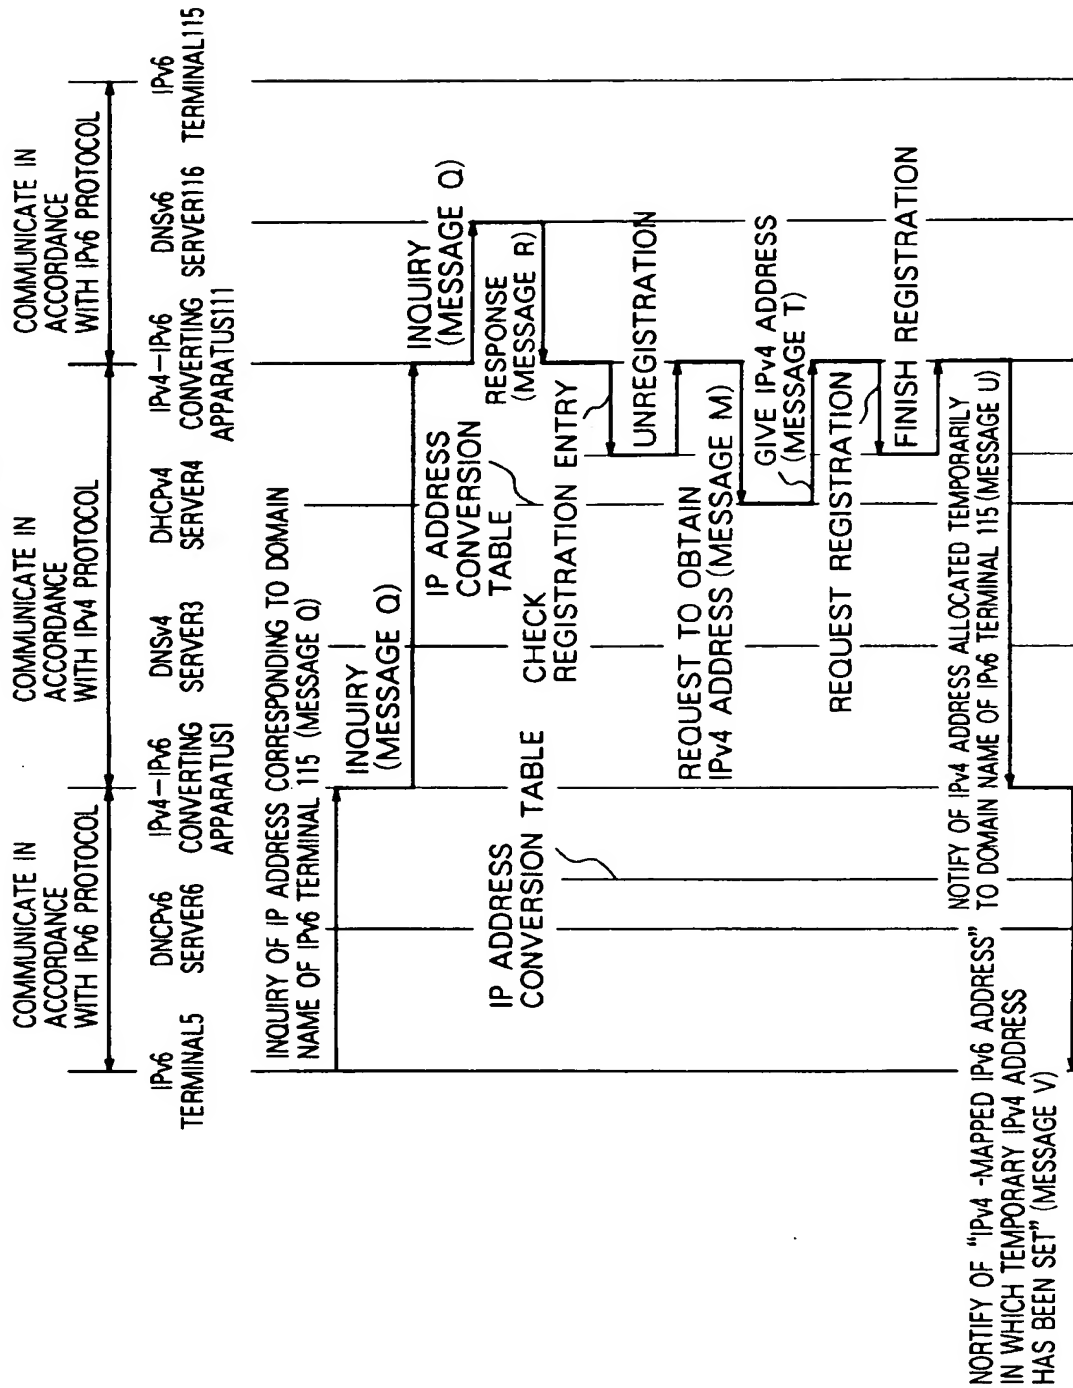 COMMUNICATE IN
ACCORDANCE
WITH IPv6 PROTOCOL
COMMUNICATE IN
ACCORDANCE
WITH IPv4 PROTOCOL
COMMUNICATE IN
ACCORDANCE
WITH IPv6 PROTOCOL
IPv6
TERMINAL5
DNCPv6
SERVER6
IPv4-IPv6
CONVERTING
APPARATUS1
DNSv4
SERVER3
DHCPv4
SERVER4
IPv4-IPv6
CONVERTING
APPARATUS111
DNSv6
SERVER116
IPv6
TERMINAL115
INQUIRY OF IP ADDRESS CORRESPONDING TO DOMAIN
NAME OF IPv6 TERMINAL 115 (MESSAGE Q)
INQUIRY
(MESSAGE Q)
INQUIRY
(MESSAGE Q)
IP ADDRESS
CONVERSION
TABLE
RESPONSE
(MESSAGE R)
IP ADDRESS
CONVERSION TABLE
CHECK
REGISTRATION ENTRY
UNREGISTRATION
REQUEST TO OBTAIN
IPv4 ADDRESS (MESSAGE M)
GIVE IPv4 ADDRESS
(MESSAGE T)
REQUEST REGISTRATION
FINISH REGISTRATION
NOTIFY OF IPv4 ADDRESS ALLOCATED TEMPORARILY
TO DOMAIN NAME OF IPv6 TERMINAL 115 (MESSAGE U)
NORTIFY OF "IPv4 -MAPPED IPv6 ADDRESS"
IN WHICH TEMPORARY IPv4 ADDRESS
HAS BEEN SET" (MESSAGE V)